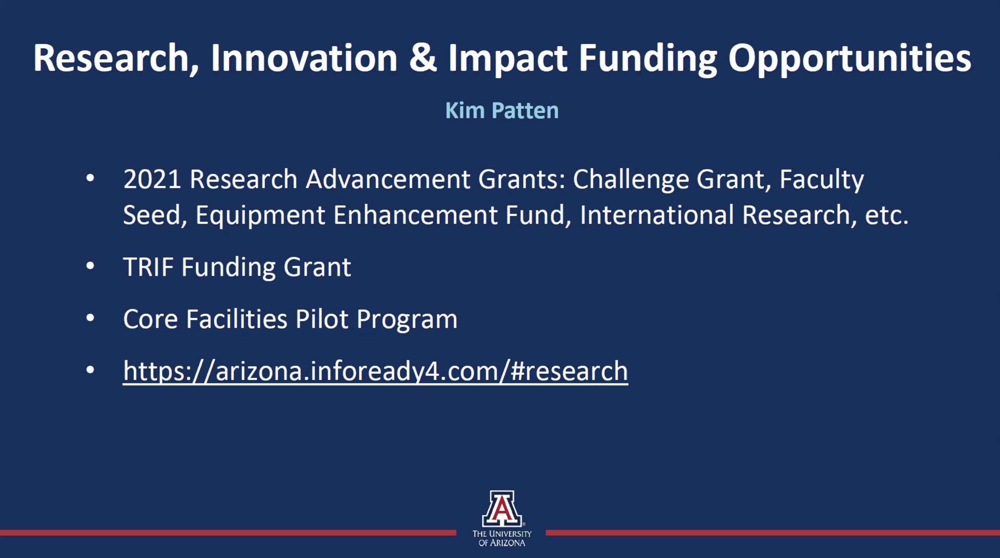 Research, Innovation & Impact Funding Opportunities
Kim Patten
• 2021 Research Advancement Grants: Challenge Grant, Faculty
Seed, Equipment Enhancement Fund, International Research, etc.
• TRIF Funding Grant
• Core Facilities Pilot Program
• https://arizona.infoready4.com/#research
A®
THE UNIVERSITY
OF ARIZONA